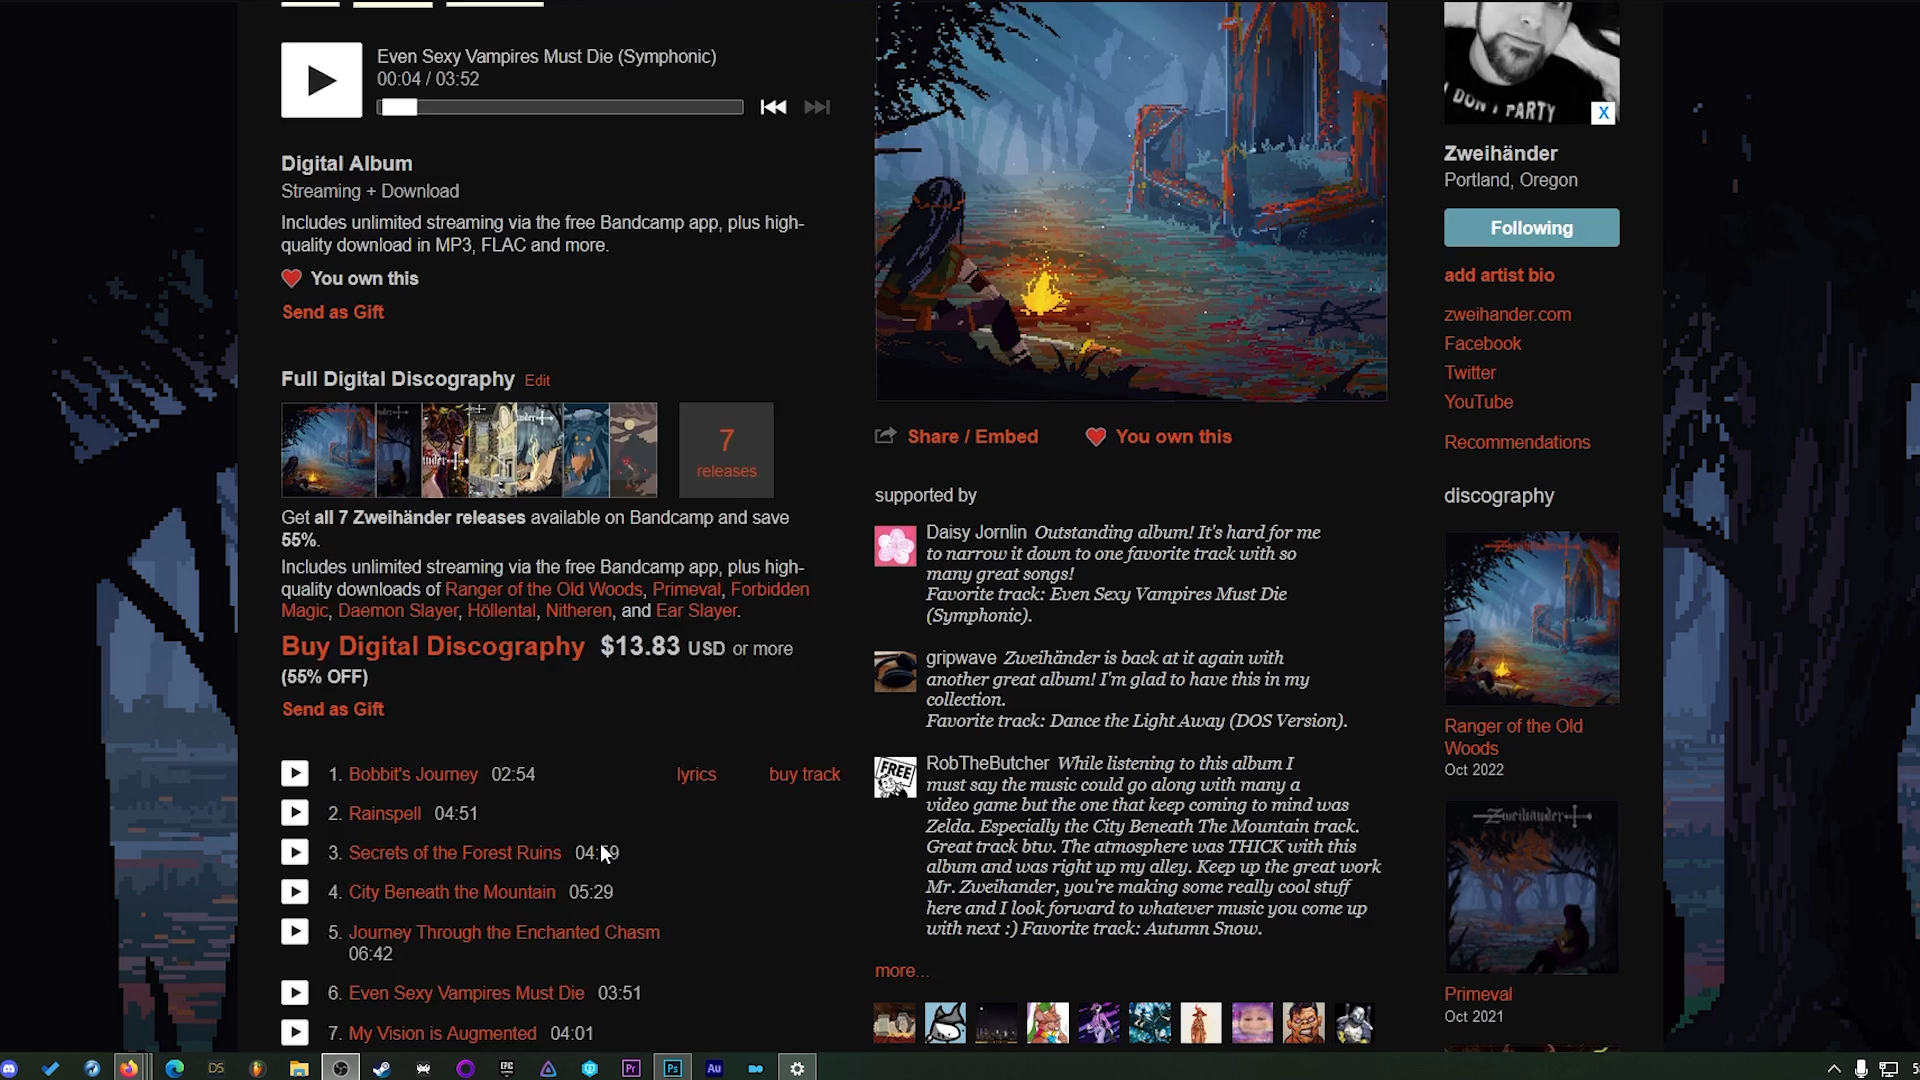 Even Sexy Vampires Must Die (Symphonic)
00:04 / 03:52
Digital Album
Streaming + Download
Includes unlimited streaming via the free Bandcamp app, plus high-
quality download in MP3, FLAC and more.
You own this
Send as Gift
Full Digital Discography Edit
7
releases
Get all 7 Zweihänder releases available on Bandcamp and save
55%.
Includes unlimited streaming via the free Bandcamp app, plus high-
quality downloads of Ranger of the Old Woods, Primeval, Forbidden
Magic, Daemon Slayer, Höllental, Nitheren, and Ear Slayer.
Buy Digital Discography $13.83 USD or more
(55% OFF)
Send as Gift
1. Bobbit's Journey 02:54 lyrics buy track
2. Rainspell 04:51
3. Secrets of the Forest Ruins
4. City Beneath the Mountain 05:29
5. Journey Through the Enchanted Chasm
06:42
6. Even Sexy Vampires Must Die 03:51
7. My Vision is Augmented 04:01
Share / Embed You own this
supported by
Daisy Jornlin Outstanding album! It's hard for me
to narrow it down to one favorite track with so
many great songs!
Favorite track: Even Sexy Vampires Must Die
(Symphonic).
gripwave Zweihänder is back at it again with
another great album! I'm glad to have this in my
collection.
Favorite track: Dance the Light Away (DOS Version).
FREE
RobTheButcher While listening to this album I
must say the music could go along with many a
video game but the one that keep coming to mind was
Zelda. Especially the City Beneath The Mountain track.
Great track btw. The atmosphere was THICK with this
album and was right up my alley. Keep up the great work
Mr. Zweihander, you're making some really cool stuff
here and I look forward to whatever music you come up
with next :) Favorite track: Autumn Snow.
more...
I DON'T PARTY
X
Zweihänder
Portland, Oregon
Following
add artist bio
zweihander.com
Facebook
Twitter
YouTube
Recommendations
discography
Ranger of the Old
Woods
Oct 2022
Zweihänder
Primeval
Oct 2021
DS
EPIC
Pr
Ps
Au